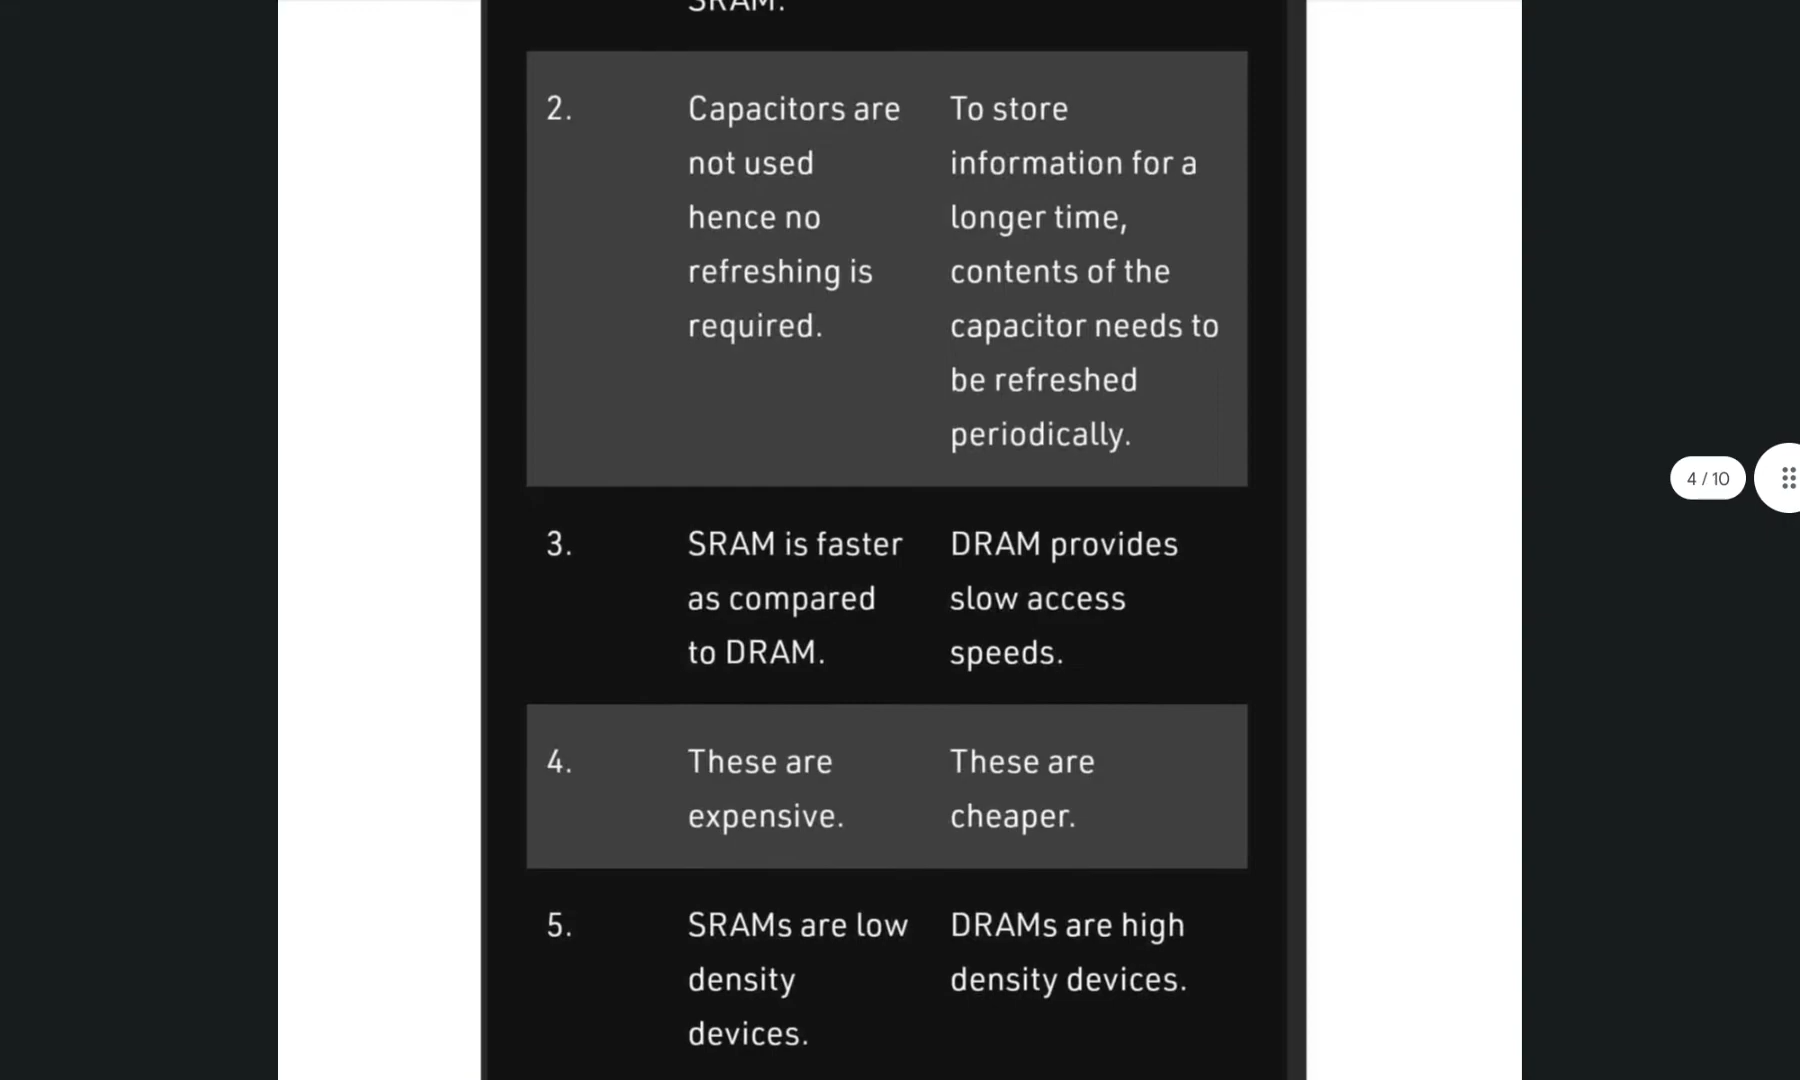 SRAM.
2.
Capacitors are
not used
hence no
refreshing is
required.
To store
information for a
longer time,
contents of the
capacitor needs to
be refreshed
periodically.
3.
SRAM is faster
as compared
to DRAM.
DRAM provides
slow access
speeds.
4.
These are
expensive.
These are
cheaper.
5.
SRAMs are low
density
devices.
DRAMs are high
density devices.
4 / 10